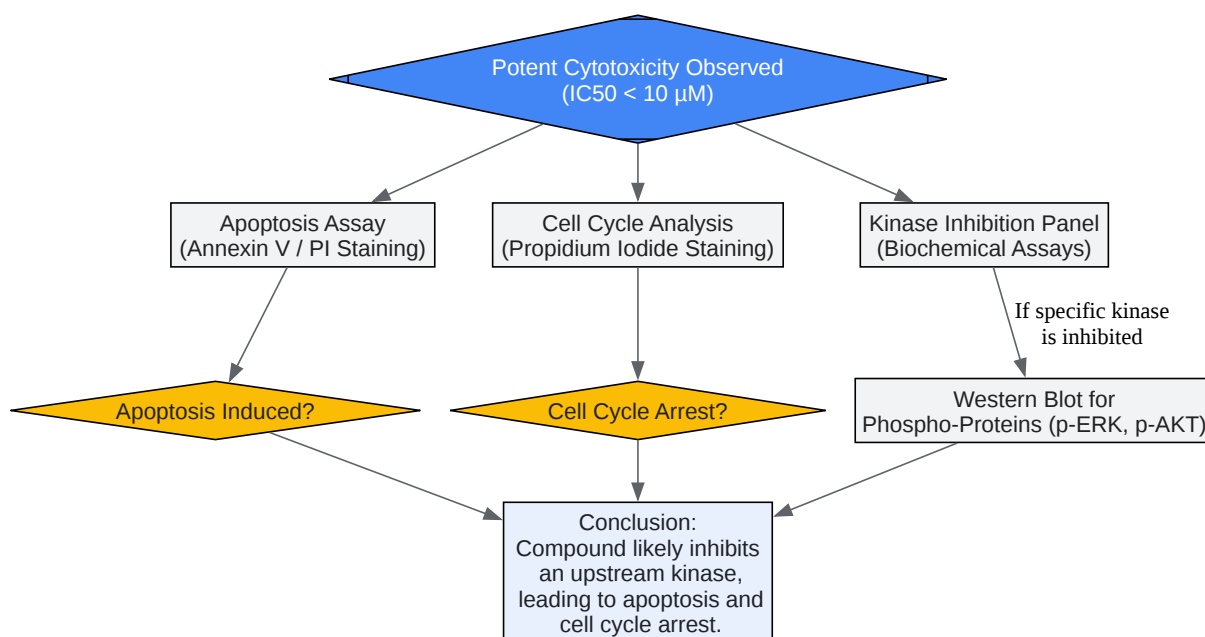 Potent Cytotoxicity Observed
(IC50 < 10 µM)
Apoptosis Assay
(Annexin V / PI Staining)
Cell Cycle Analysis
(Propidium Iodide Staining)
Kinase Inhibition Panel
(Biochemical Assays)
If specific kinase
is inhibited
Apoptosis Induced?
Cell Cycle Arrest?
Western Blot for
Phospho-Proteins (p-ERK, p-AKT)
Conclusion:
Compound likely inhibits
an upstream kinase,
leading to apoptosis and
cell cycle arrest.